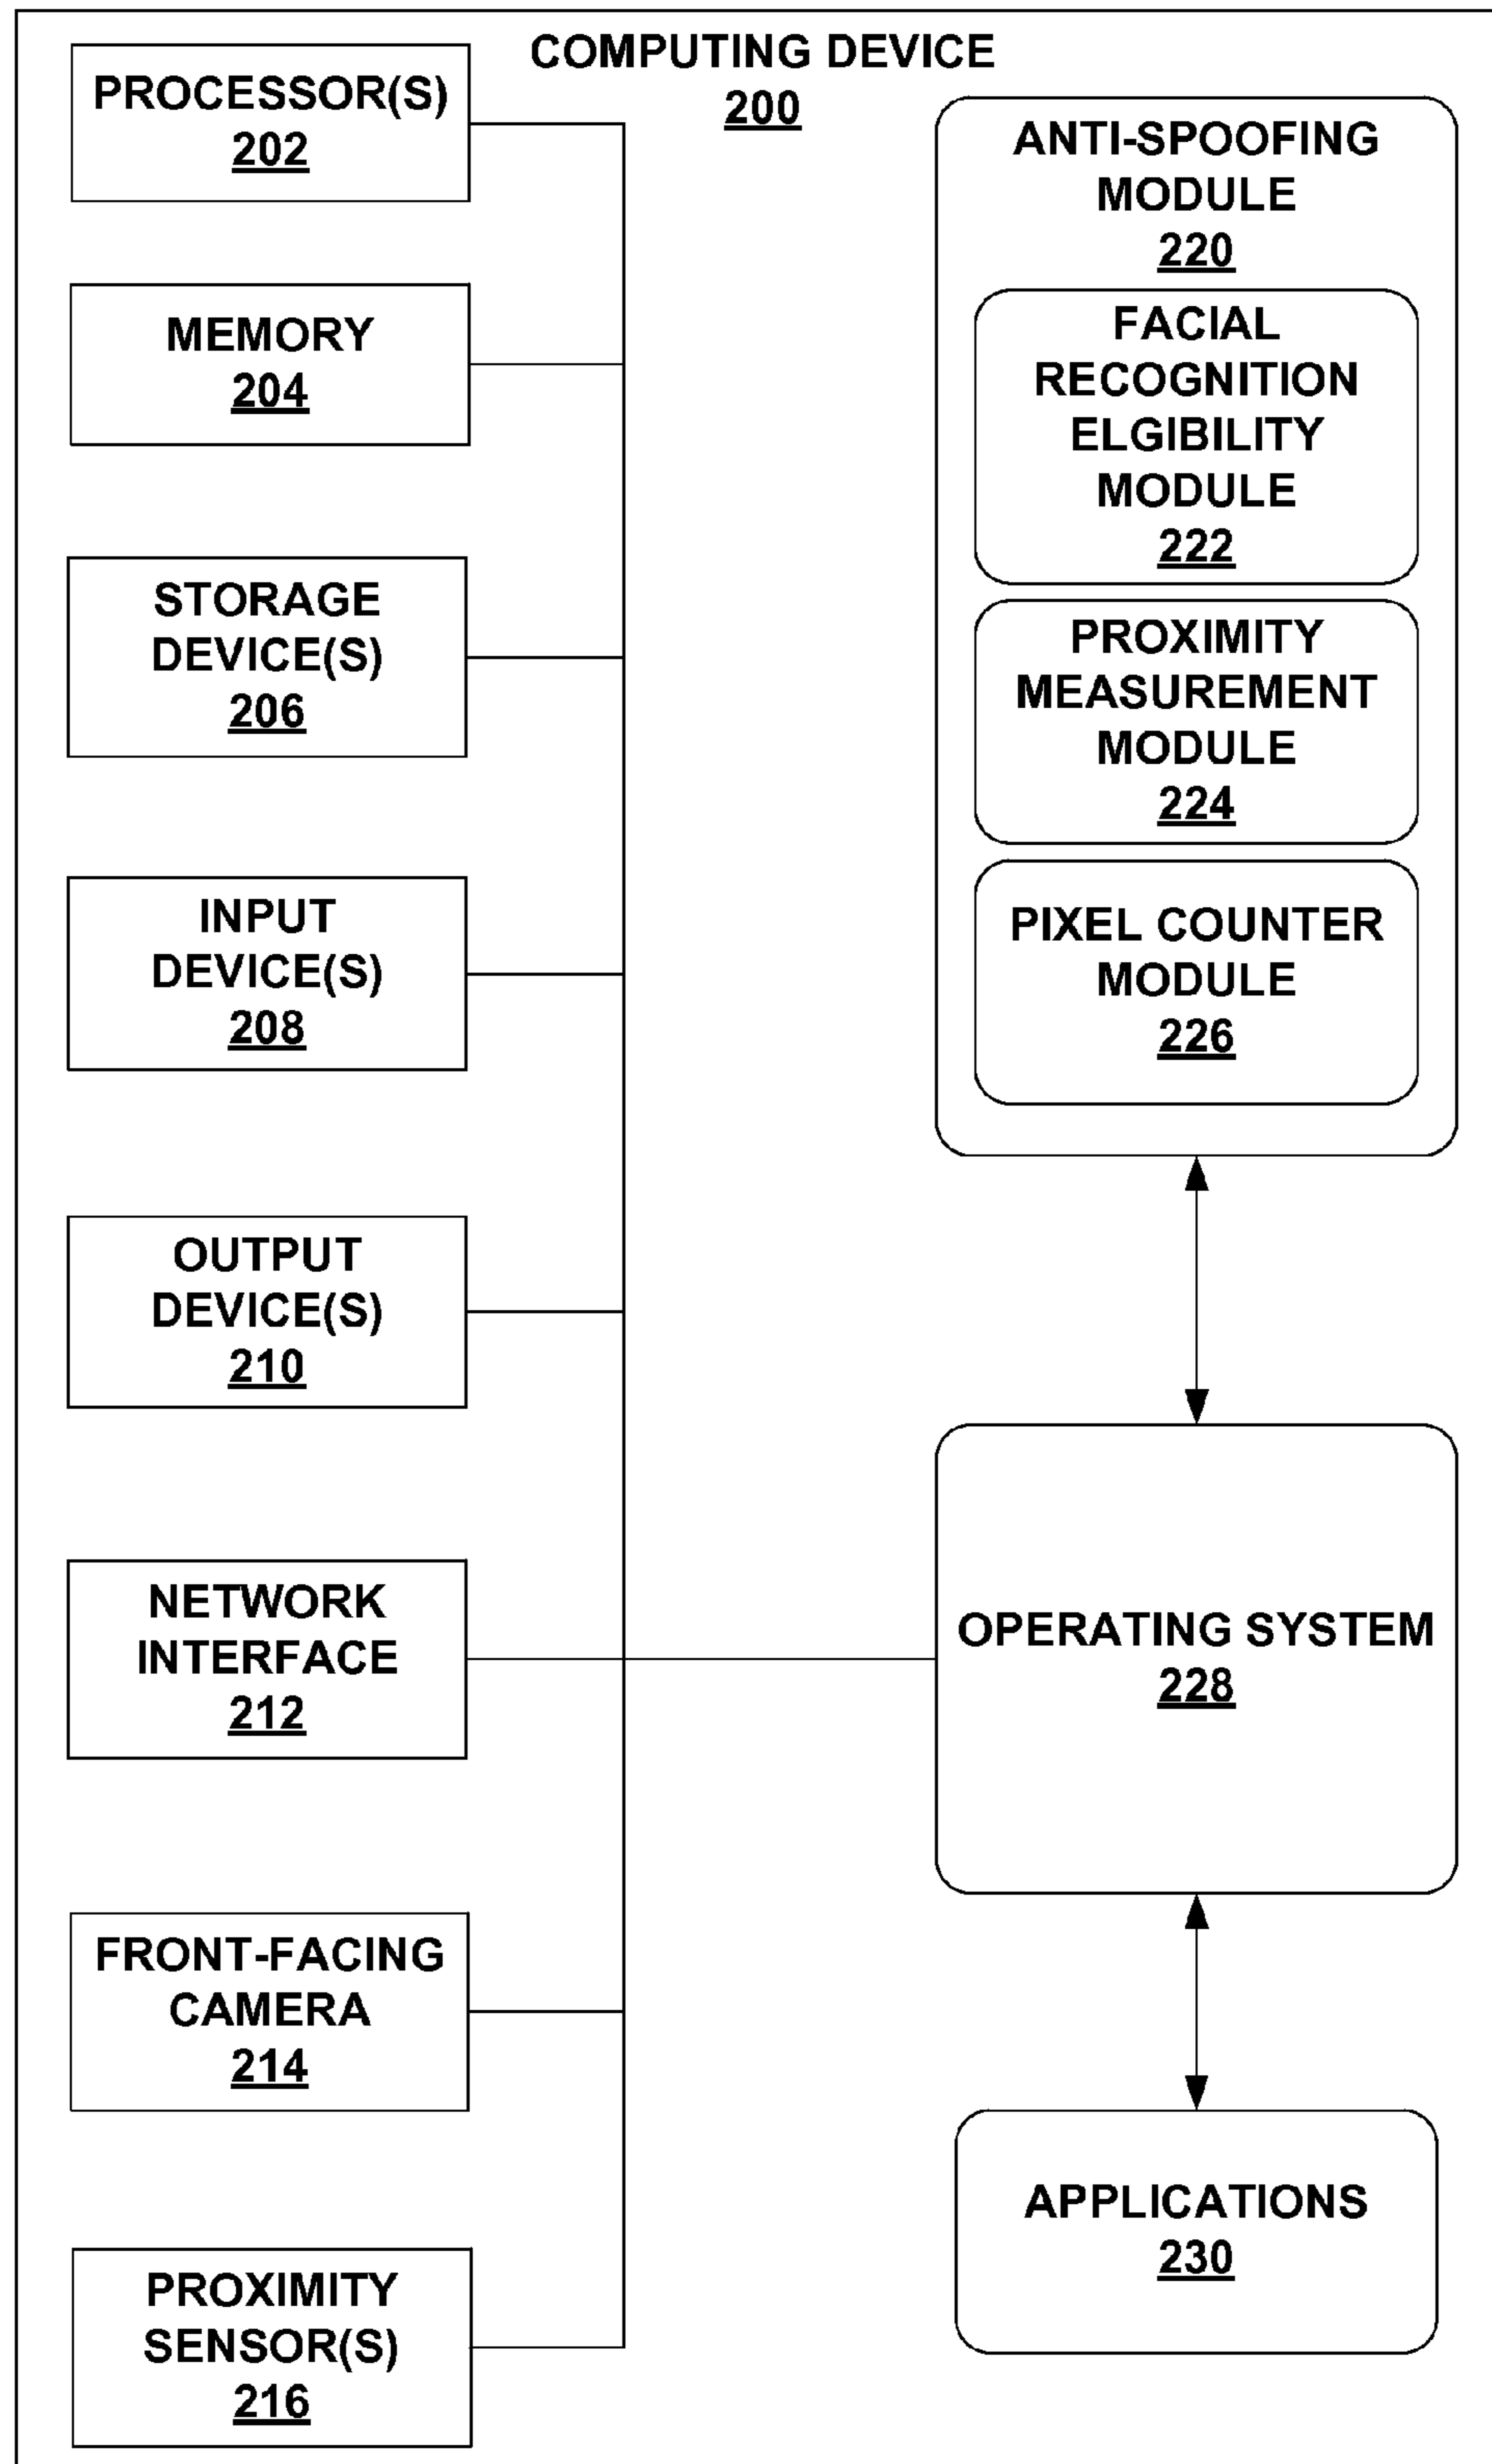 COMPUTING DEVICE
200
PROCESSOR(S)
202
MEMORY
204
STORAGE
DEVICE(S)
206
INPUT
DEVICE(S)
208
OUTPUT
DEVICE(S)
210
NETWORK
INTERFACE
212
FRONT-FACING
CAMERA
214
PROXIMITY
SENSOR(S)
216
ANTI-SPOOFING
MODULE
220
FACIAL
RECOGNITION
ELGIBILITY
MODULE
222
PROXIMITY
MEASUREMENT
MODULE
224
PIXEL COUNTER
MODULE
226
OPERATING SYSTEM
228
APPLICATIONS
230